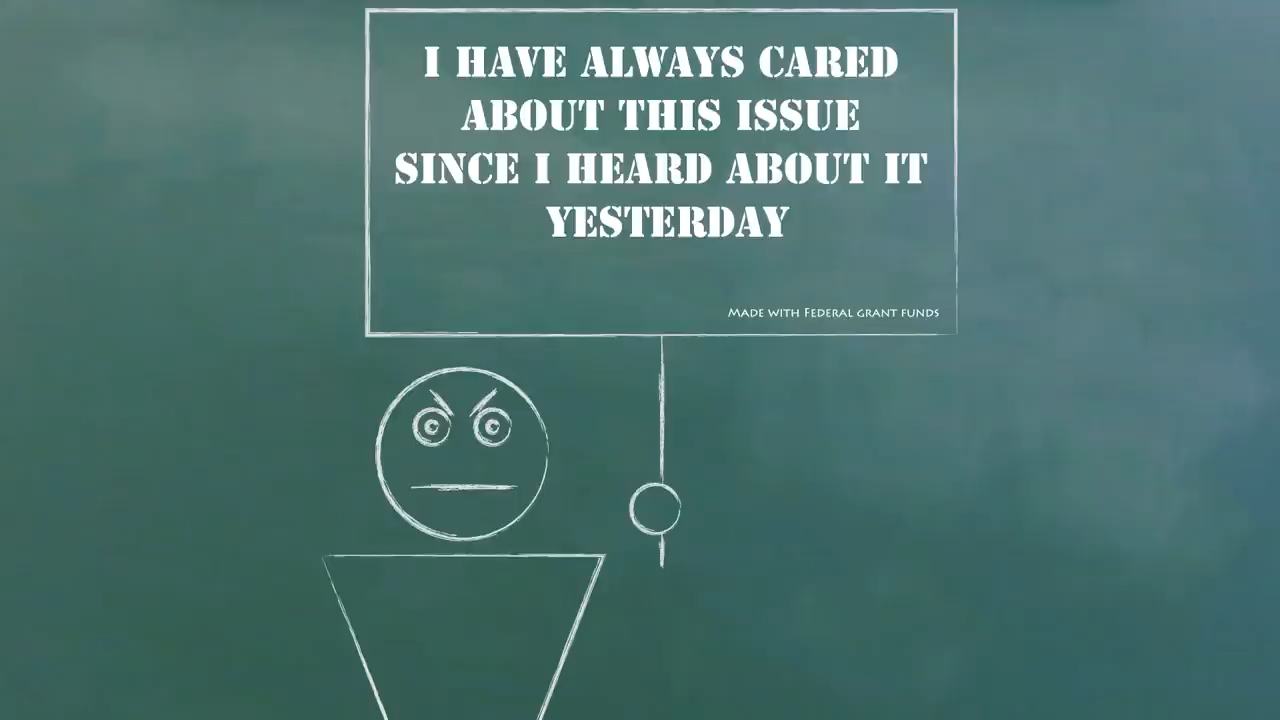 I HAVE ALWAYS CARED
ABOUT THIS ISSUE
SINCE I HEARD ABOUT IT
YESTERDAY
Made with Federal grant funds